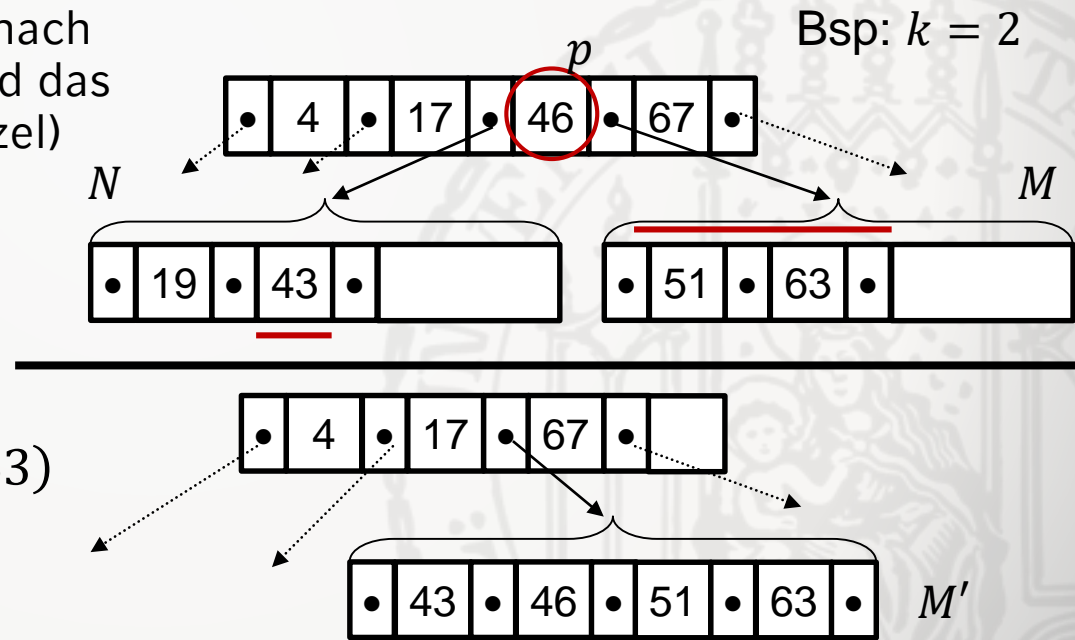 nach
d das
zel)
Bsp: k = 2
p
4 17 46 67
N
M
19 43
51 63
3)
4 17 67
43 46 51 63
M′